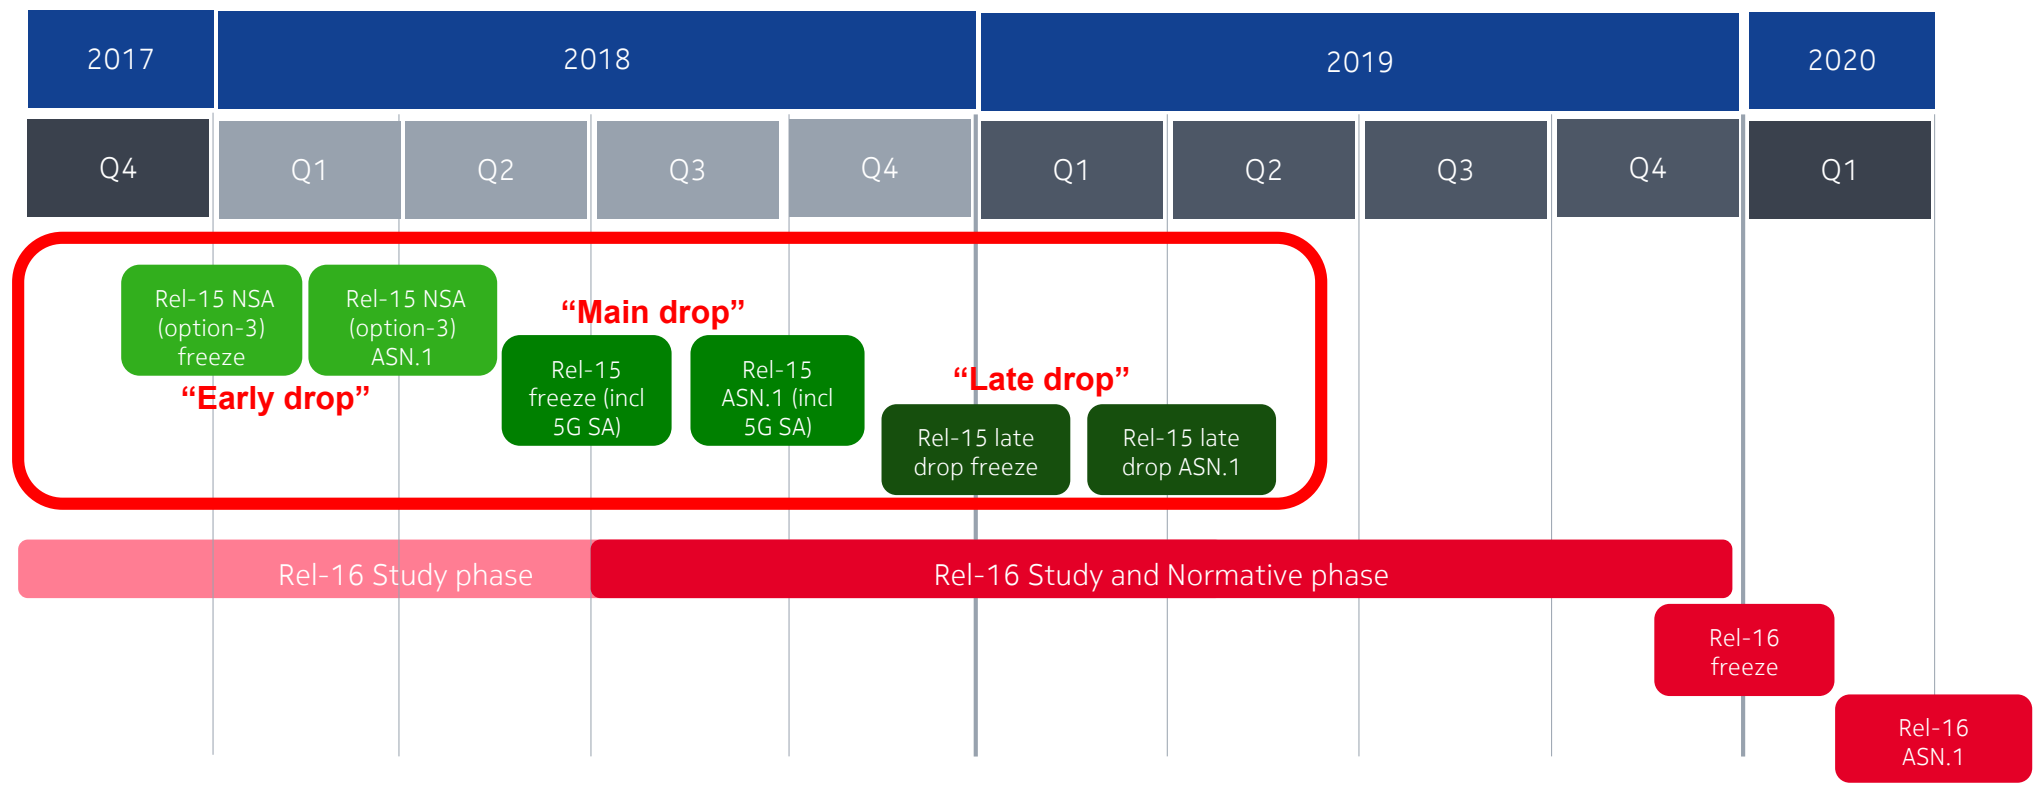 2017
2018
2019
2020
Q4
Q1
Q2
Q3
Q4
Q1
Q2
Q3
Q4
Q1
Rel-15 NSA
(option-3)
freeze
Rel-15 NSA
(option-3)
ASN.1
“Early drop”
“Main drop”
Rel-15
freeze (incl
5G SA)
Rel-15
ASN.1 (incl
5G SA)
“Late drop”
Rel-15 late
drop freeze
Rel-15 late
drop ASN.1
Rel-16 Study phase
Rel-16 Study and Normative phase
Rel-16
freeze
Rel-16
ASN.1